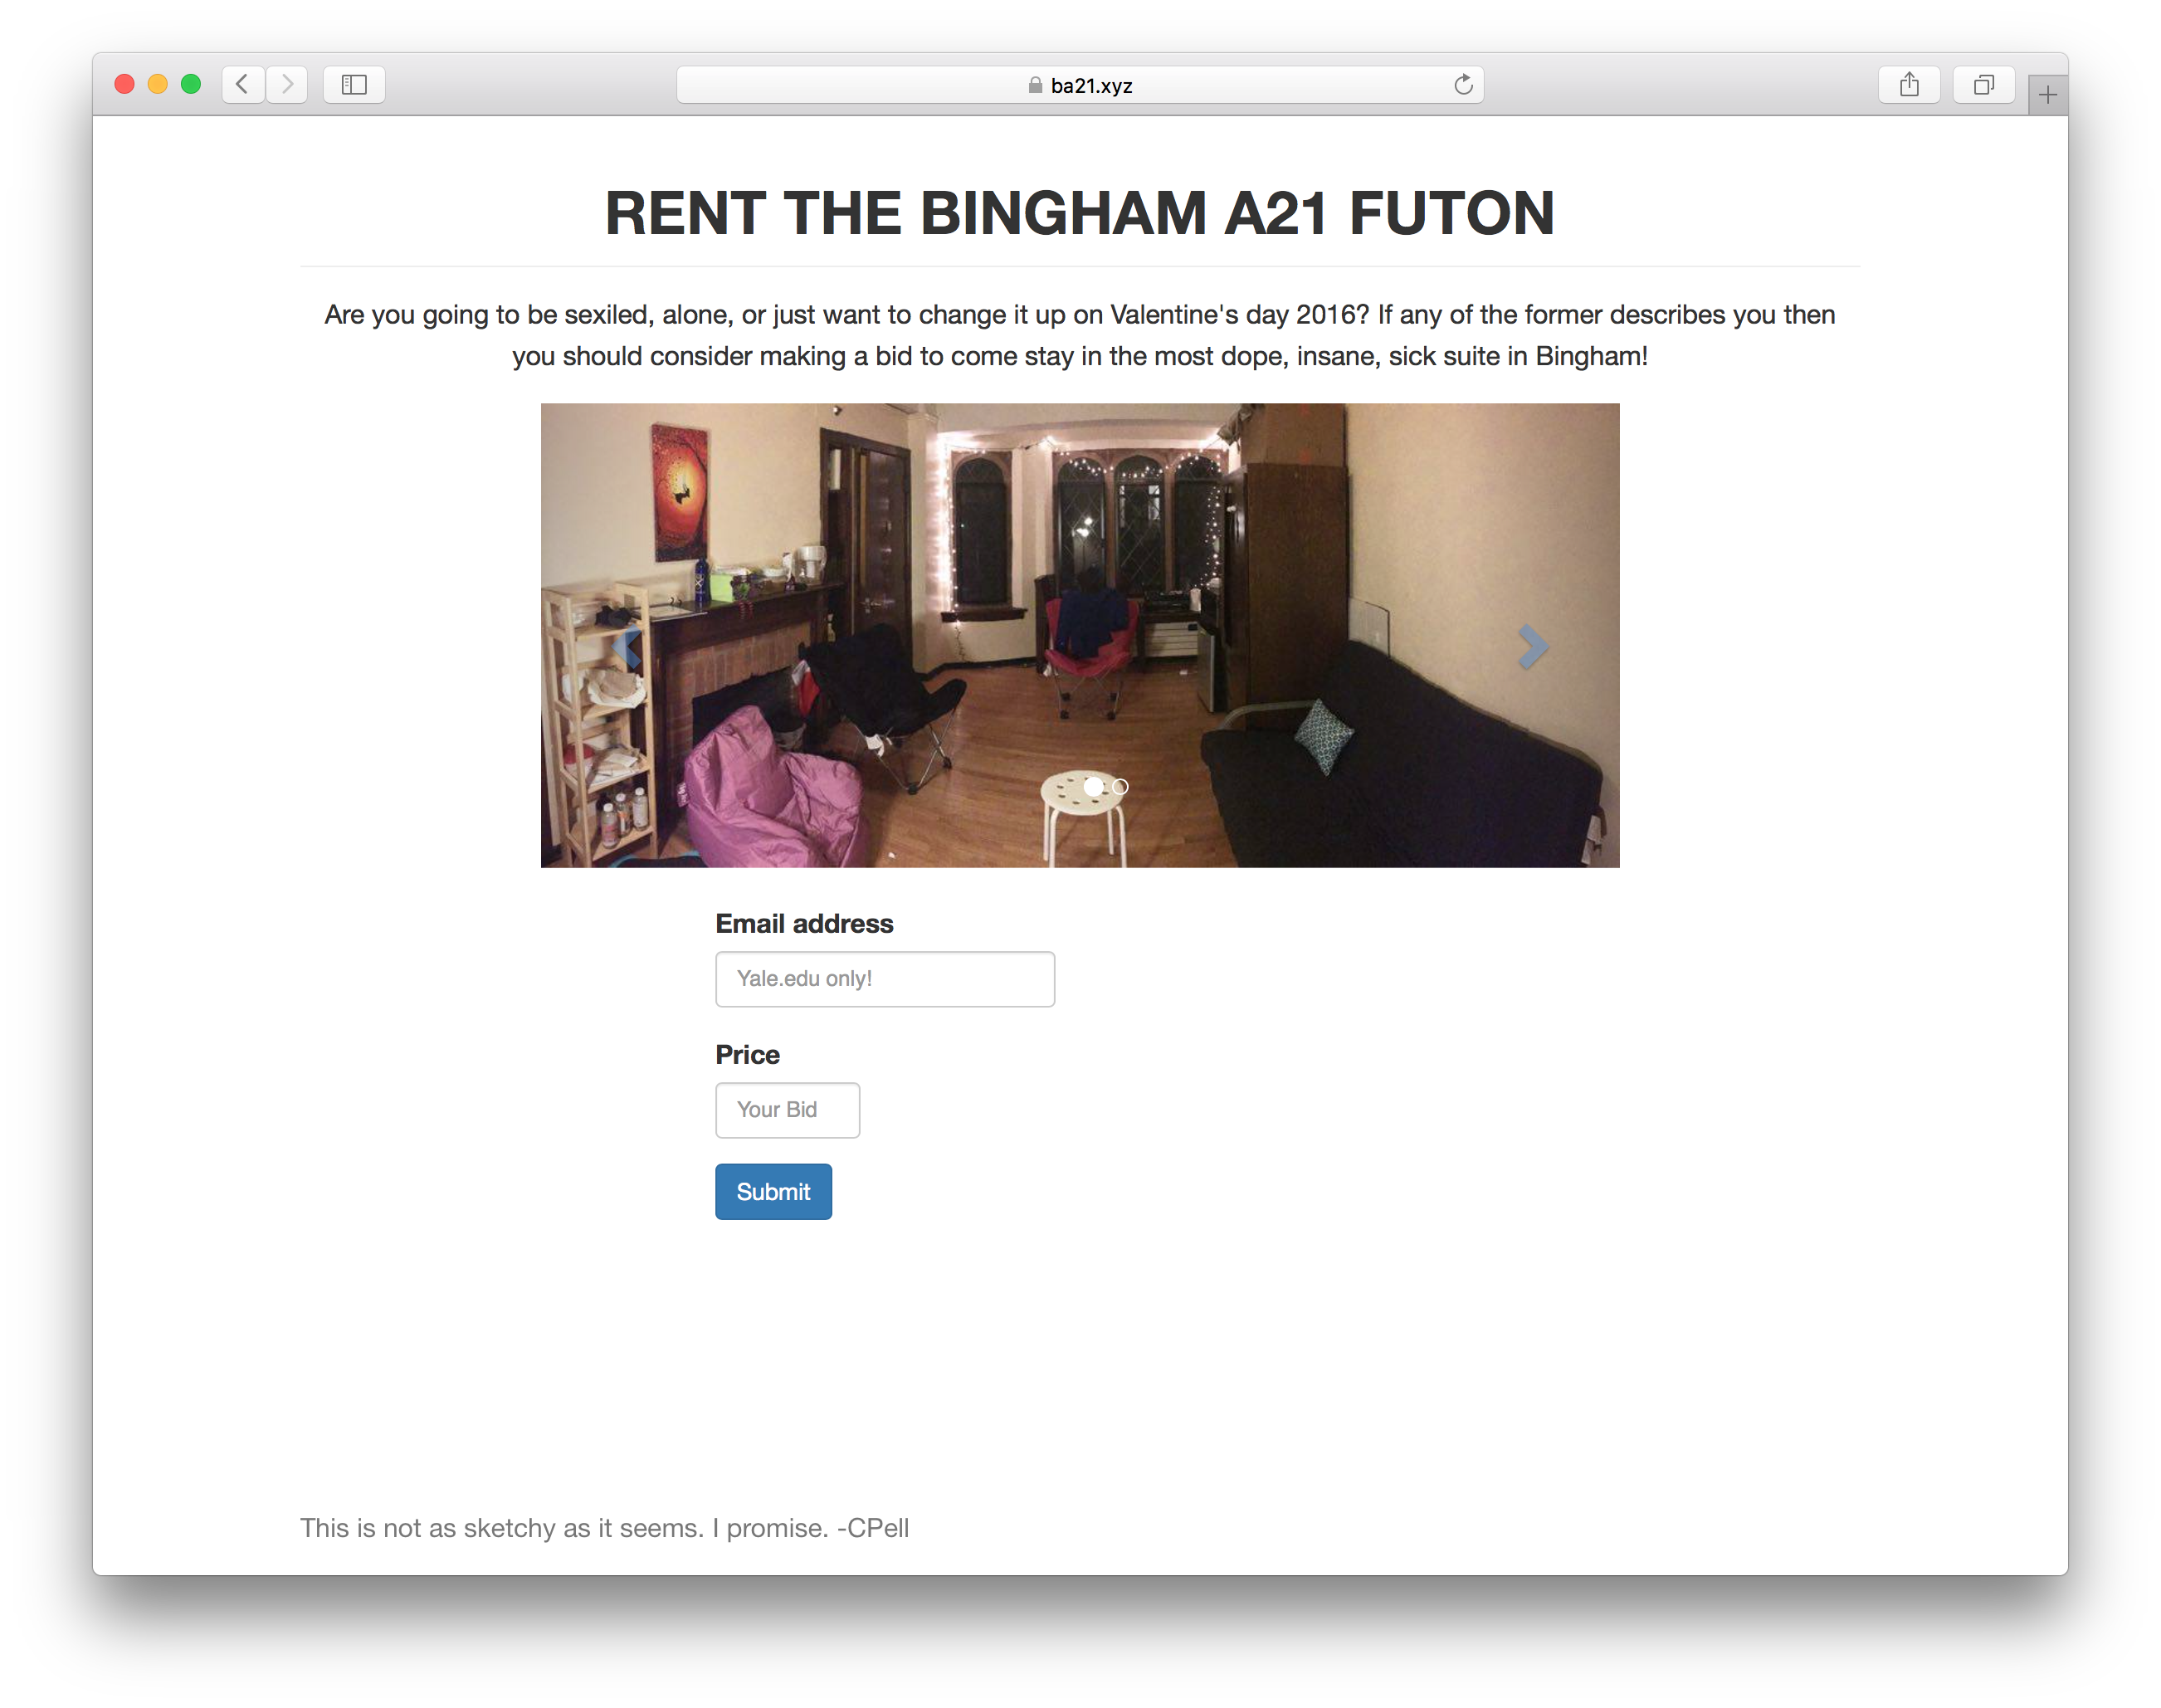 ba21.xyz
RENT THE BINGHAM A21 FUTON
Are you going to be sexiled, alone, or just want to change it up on Valentine's day 2016? If any of the former describes you then
you should consider making a bid to come stay in the most dope, insane, sick suite in Bingham!
Email address
Yale.edu only!
Price
Your Bid
Submit
This is not as sketchy as it seems. I promise. -CPell